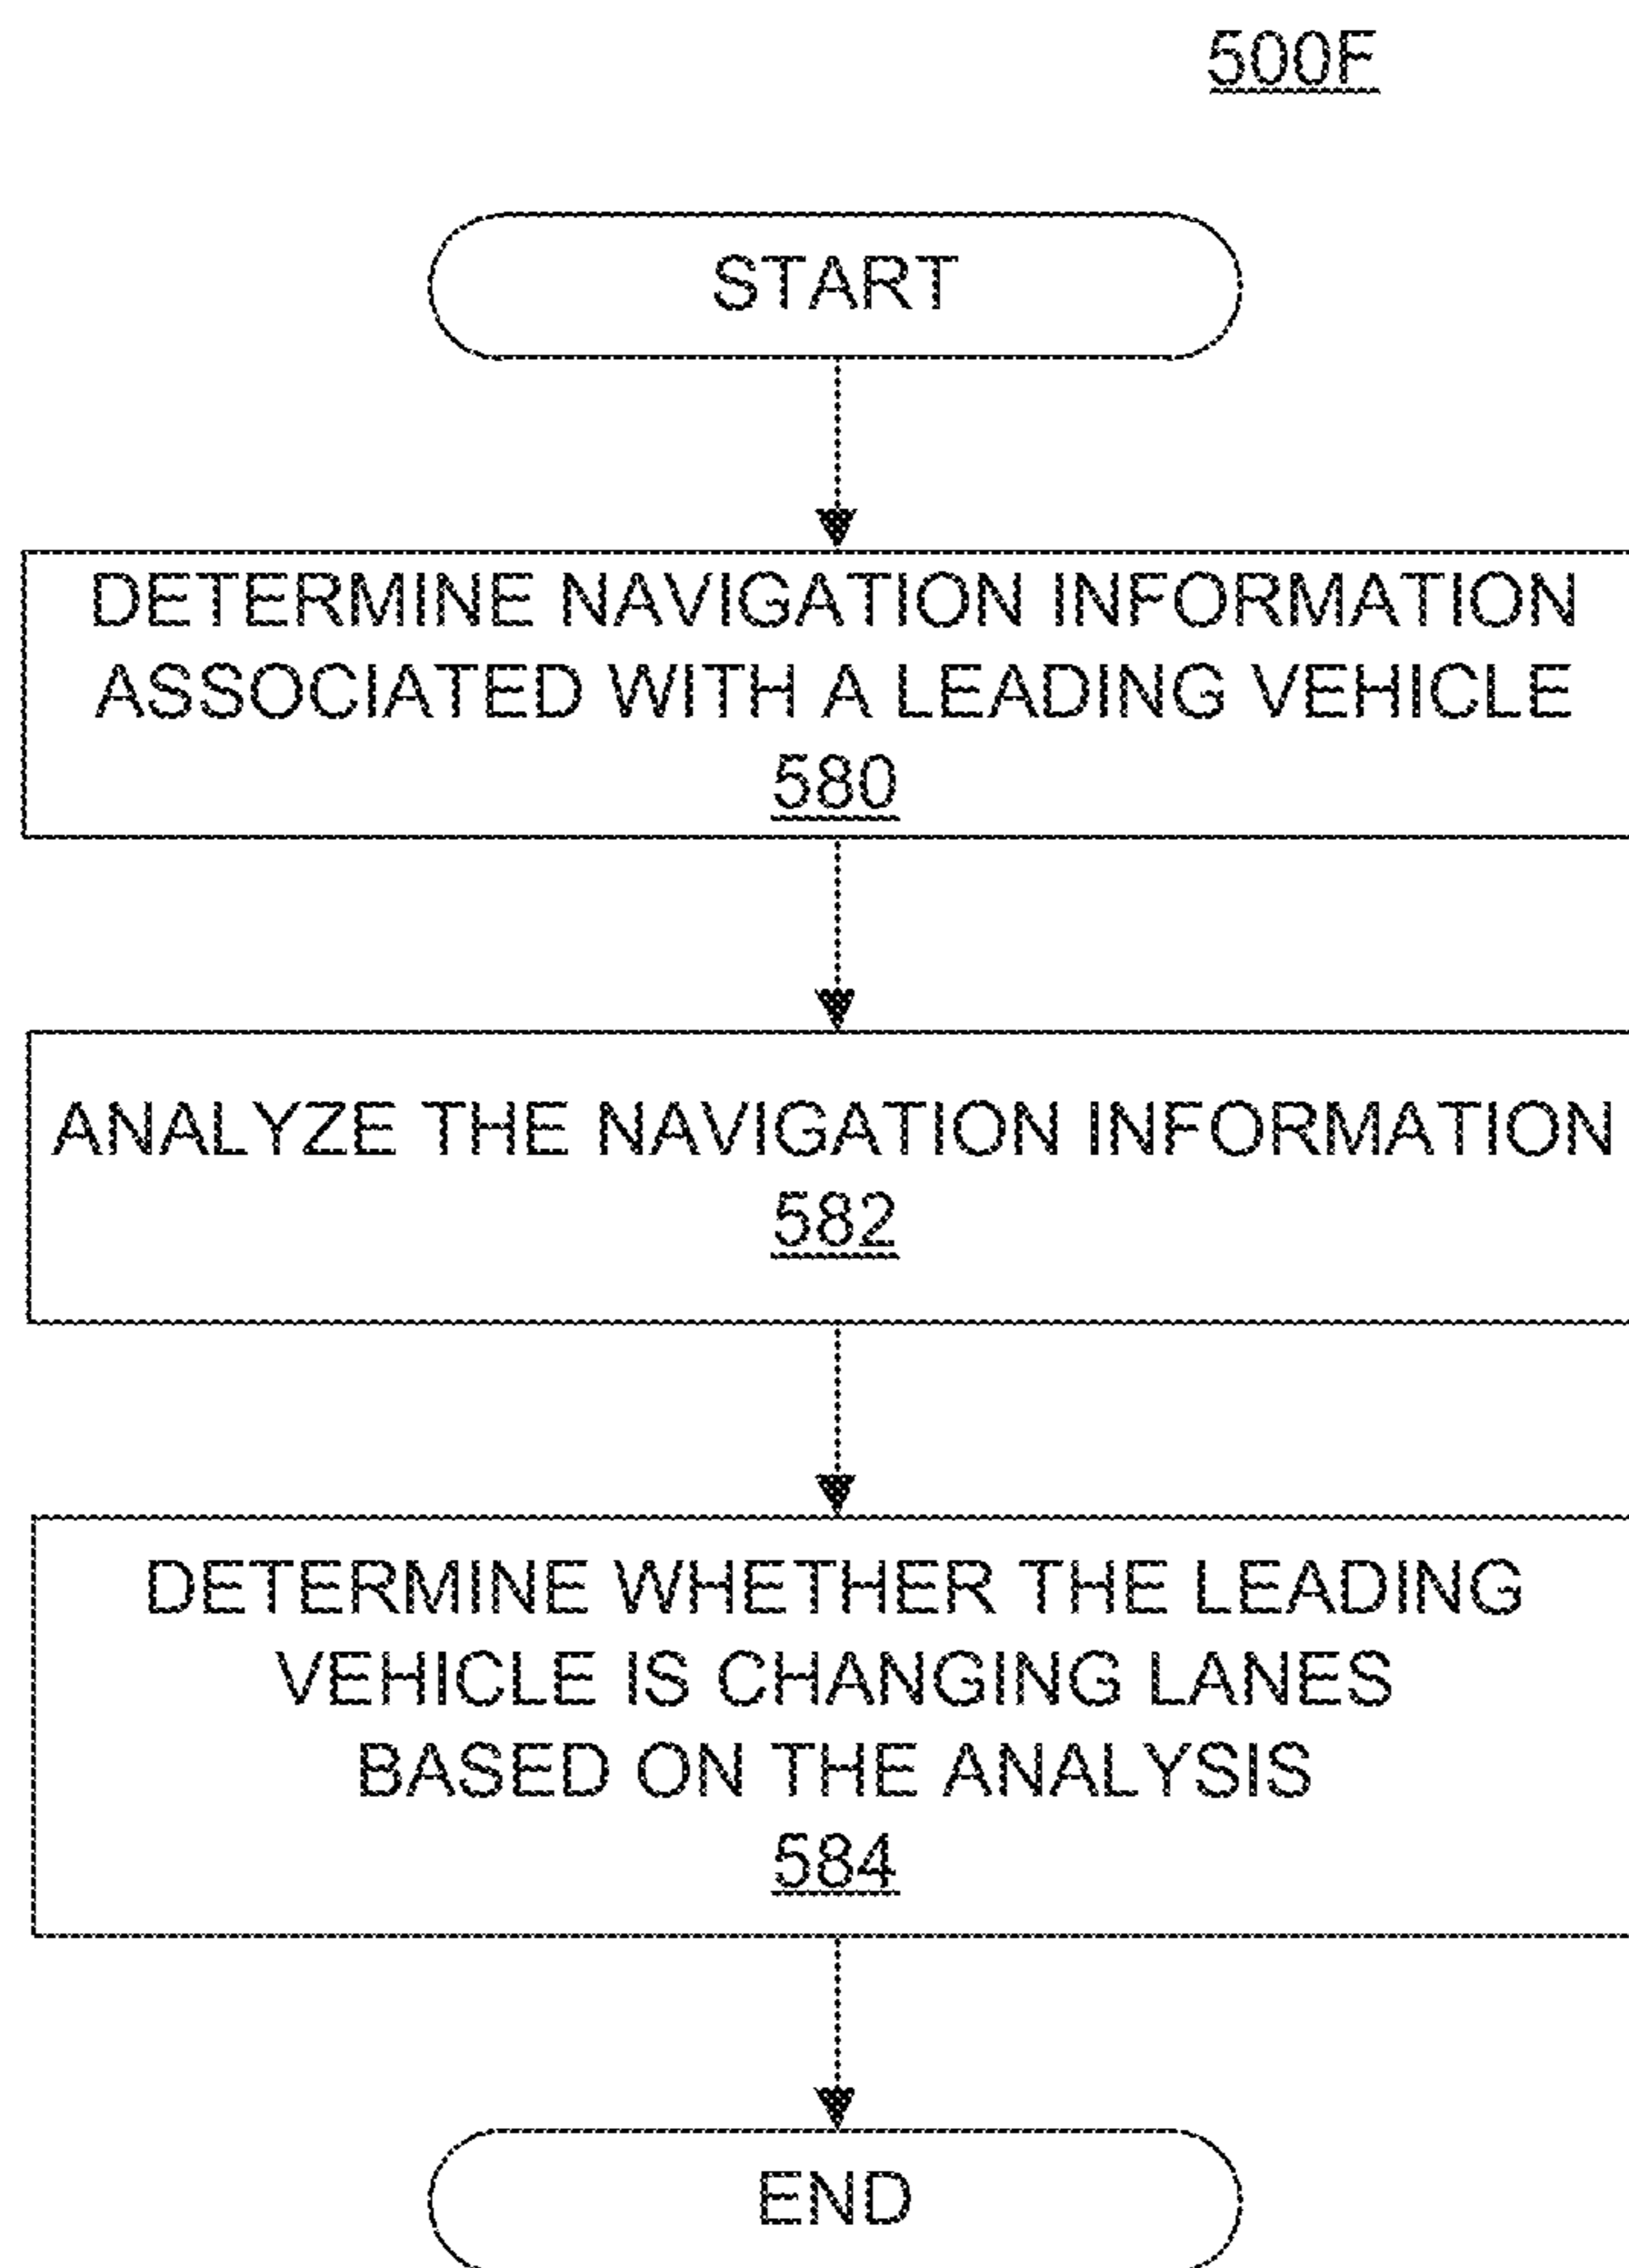 500F
START
DETERMINE NAVIGATION INFORMATION
ASSOCIATED WITH A LEADING VEHICLE
580
ANALYZE THE NAVIGATION INFORMATION
582
DETERMINE WHETHER THE LEADING
VEHICLE IS CHANGING LANES
BASED ON THE ANALYSIS
584
END